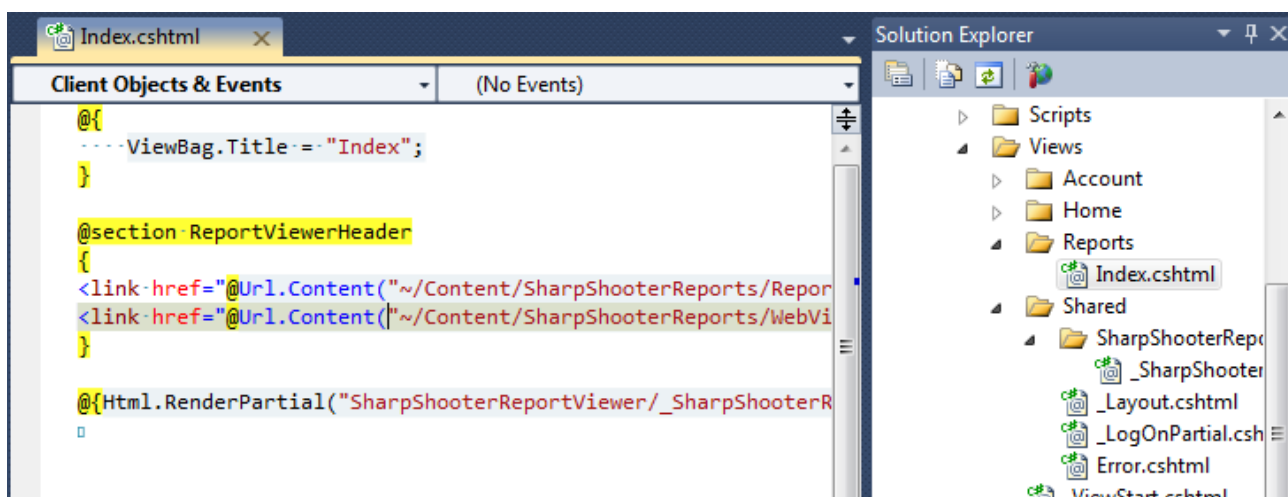 Index.cshtml
Client Objects & Events
(No Events)
@{
ViewBag.Title = "Index";
}
@section ReportViewerHeader
{
<link href="@Url.Content("~/Content/SharpShooterReports/Repor
<link href="@Url.Content("~/Content/SharpShooterReports/WebVi
}
@{Html.RenderPartial("SharpShooterReportViewer/_SharpShooterR
Solution Explorer
Scripts
Views
Account
Home
Reports
Index.cshtml
Shared
SharpShooterRepo
_SharpShooter
_Layout.cshtml
_LogOnPartial.csh
Error.cshtml
_ViewStart.cshtml